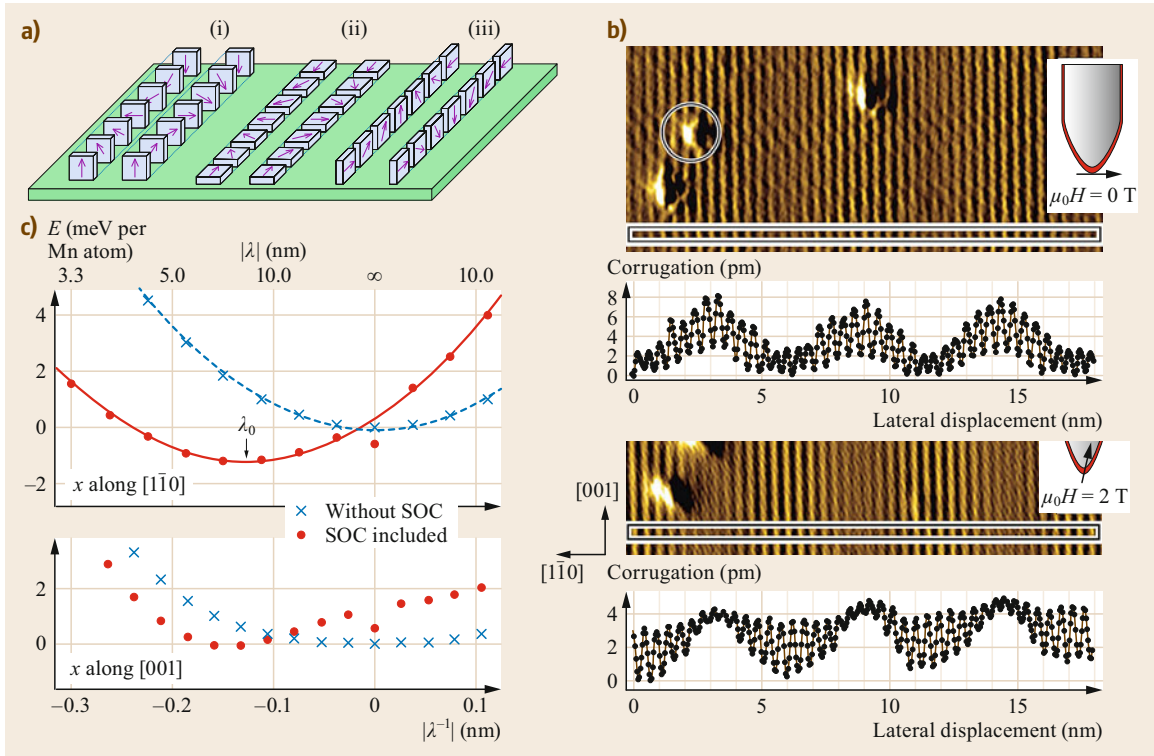 a)
(i)
(ii)
(iii)
b)
μ₀H = 0 T
Corrugation (pm)
8
6
4
2
0
0
5
10
15
Lateral displacement (nm)
[001]
[11̄0]
μ₀H = 2 T
Corrugation (pm)
4
2
0
0
5
10
15
Lateral displacement (nm)
c)
E (meV per
Mn atom)
|λ| (nm)
3.3
5.0
10.0
∞
10.0
4
2
0
−2
λ₀
x along [11̄0]
Without SOC
SOC included
2
0
x along [001]
−0.3
−0.2
−0.1
0
0.1
|λ⁻¹| (nm)